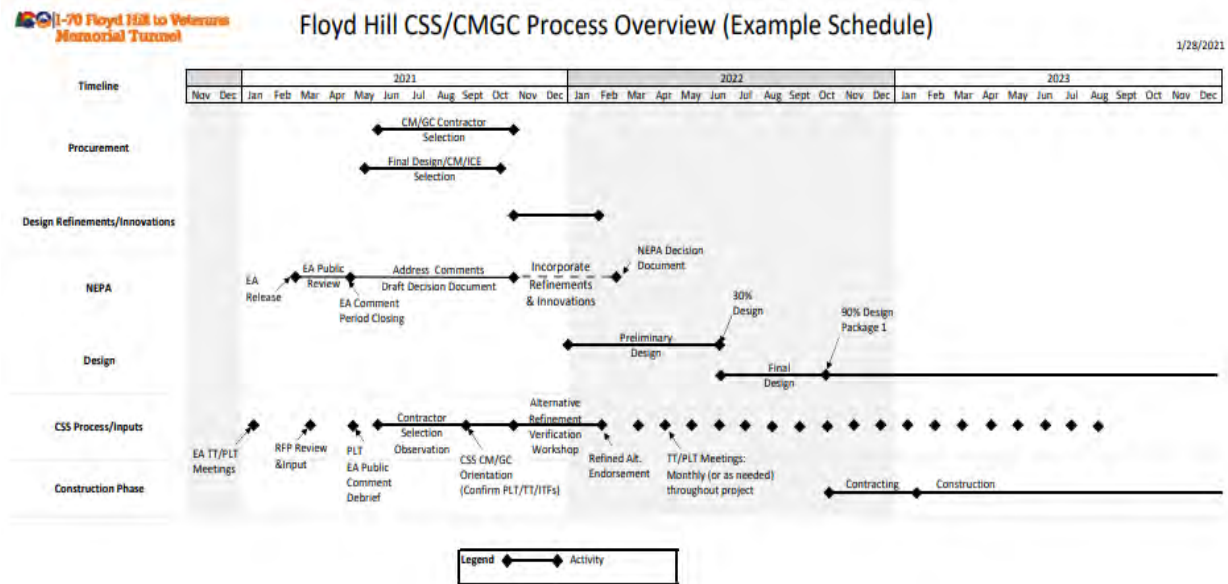 I-70 Floyd Hill to Veterans
Memorial Tunnel
Floyd Hill CSS/CMGC Process Overview (Example Schedule)
1/28/2021
Timeline
2021
2022
2023
Nov Dec Jan Feb Mar Apr May Jun Jul Aug Sept Oct Nov Dec Jan Feb Mar Apr May Jun Jul Aug Sept Oct Nov Dec Jan Feb Mar Apr May Jun Jul Aug Sept Oct Nov Dec
Procurement
CM/GC Contractor
Selection
Final Design/CM/ICE
Selection
Design Refinements/Innovations
NEPA
EA
Release
EA Public
Review
EA Comment
Period Closing
Address Comments
Draft Decision Document
Incorporate
Refinements
& Innovations
NEPA Decision
Document
Design
Preliminary
Design
30%
Design
Final
Design
90% Design
Package 1
CSS Process/Inputs
EA TT/PLT
Meetings
RFP Review
&Input
PLT
EA Public
Comment
Debrief
Contractor
Selection
Observation
CSS CM/GC
Orientation
(Confirm PLT/TT/ITFs)
Alternative
Refinement
Verification
Workshop
Refined Alt.
Endorsement
TT/PLT Meetings:
Monthly (or as needed)
throughout project
Construction Phase
Contracting
Construction
Legend
Activity